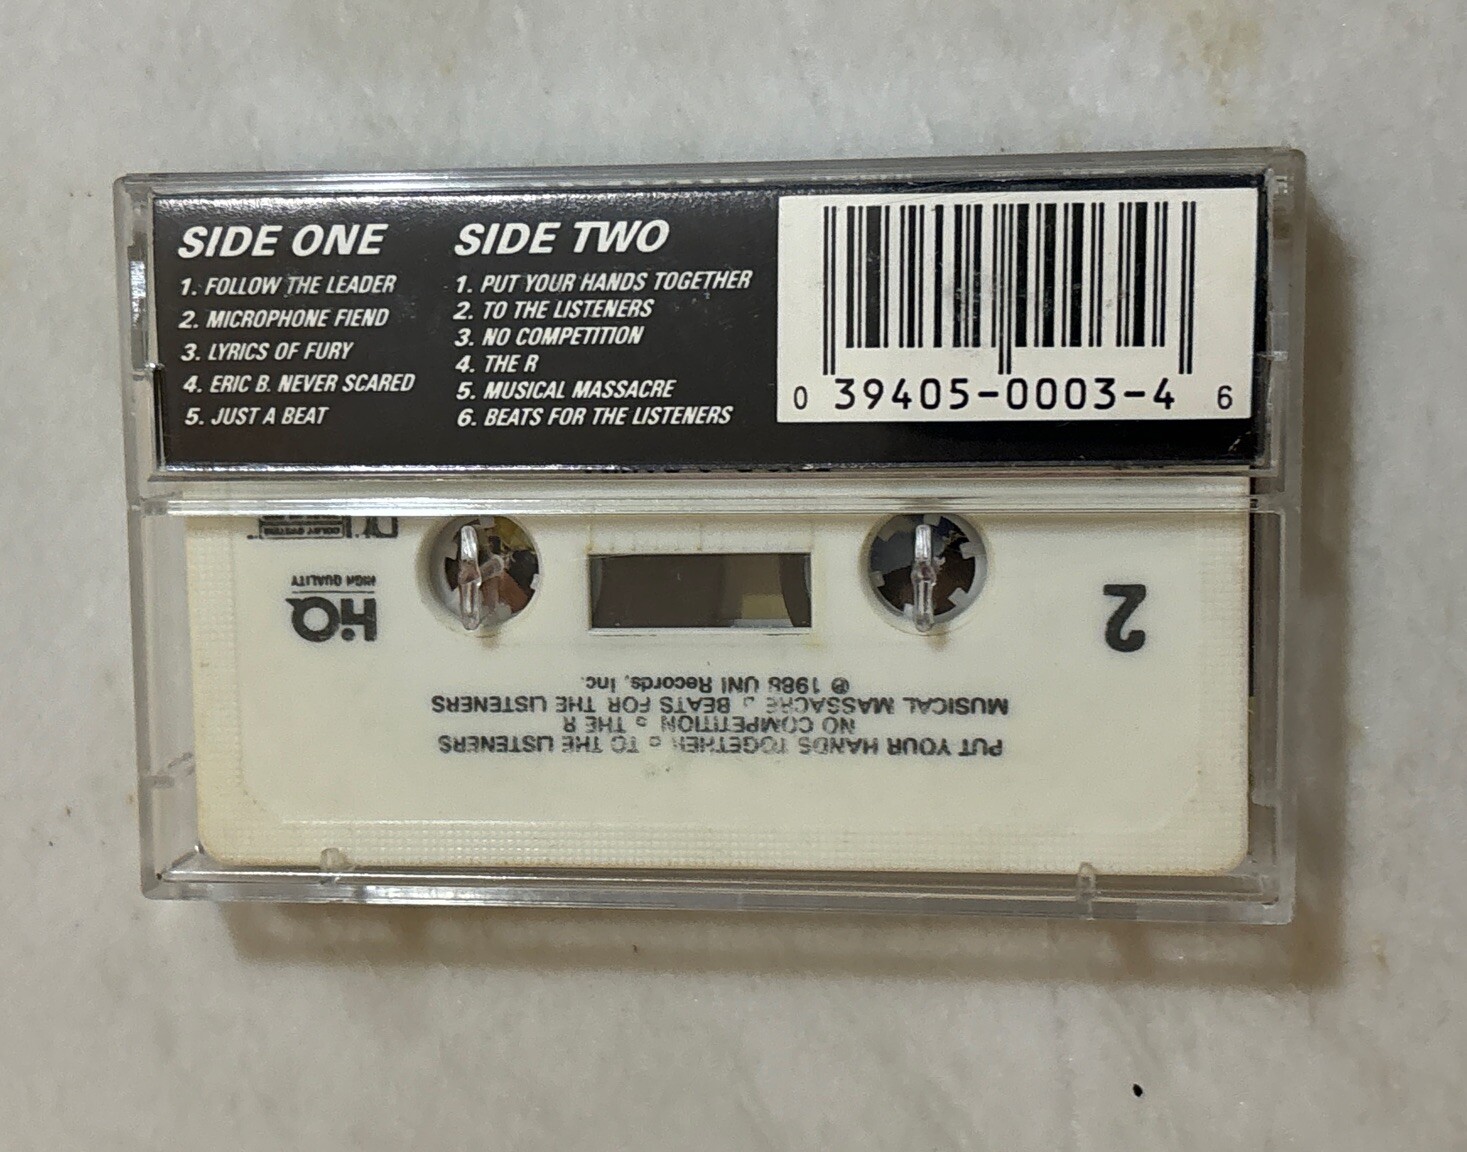 SIDE ONE
1. FOLLOW THE LEADER
2. MICROPHONE FIEND
3. LYRICS OF FURY
4. ERIC B. NEVER SCARED
5. JUST A BEAT
SIDE TWO
1. PUT YOUR HANDS TOGETHER
2. TO THE LISTENERS
3. NO COMPETITION
4. THE R
5. MUSICAL MASSACRE
6. BEATS FOR THE LISTENERS
0 39405-0003-4 6
PUT YOUR HANDS TOGETHER □ TO THE LISTENERS
NO COMPETITION □ THE R
MUSICAL MASSACRE □ BEATS FOR THE LISTENERS
℗ 1988 UNI Records, Inc.
2
HQ
HIGH QUALITY
DOLBY SYSTEM